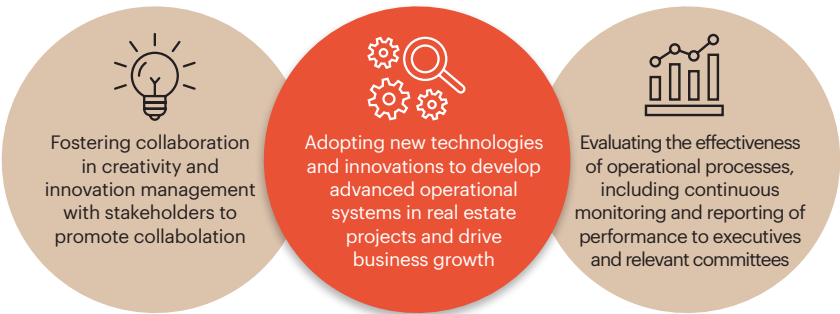 Fostering collaboration
in creativity and
innovation management
with stakeholders to
promote collabolation
Adopting new technologies
and innovations to develop
advanced operational
systems in real estate
projects and drive
business growth
Evaluating the effectiveness
of operational processes,
including continuous
monitoring and reporting of
performance to executives
and relevant committees